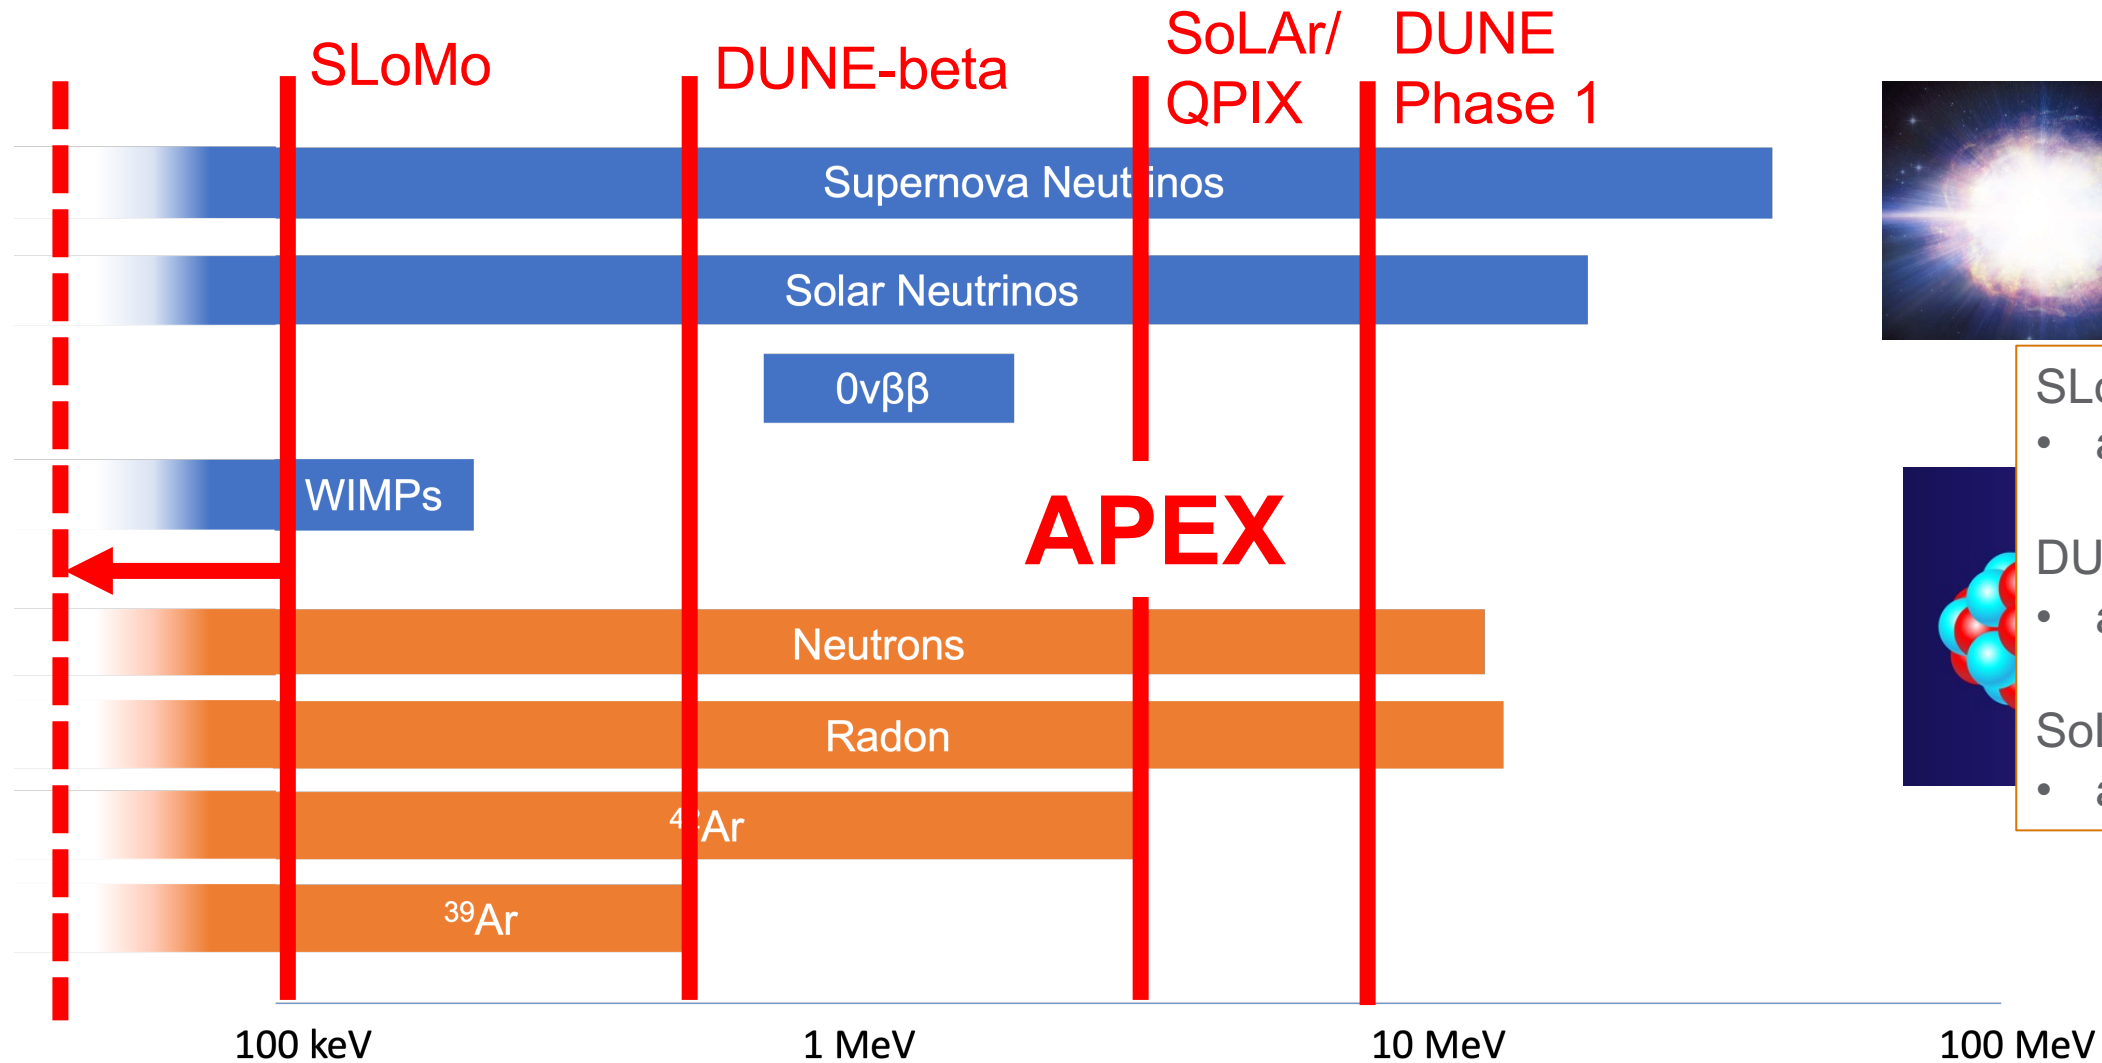 SLoMo
DUNE-beta
SoLAr/
QPIX
DUNE
Phase 1
Supernova Neutrinos
Solar Neutrinos
0νββ
WIMPs
APEX
Neutrons
Radon
⁴²Ar
³⁹Ar
100 keV
1 MeV
10 MeV
100 MeV